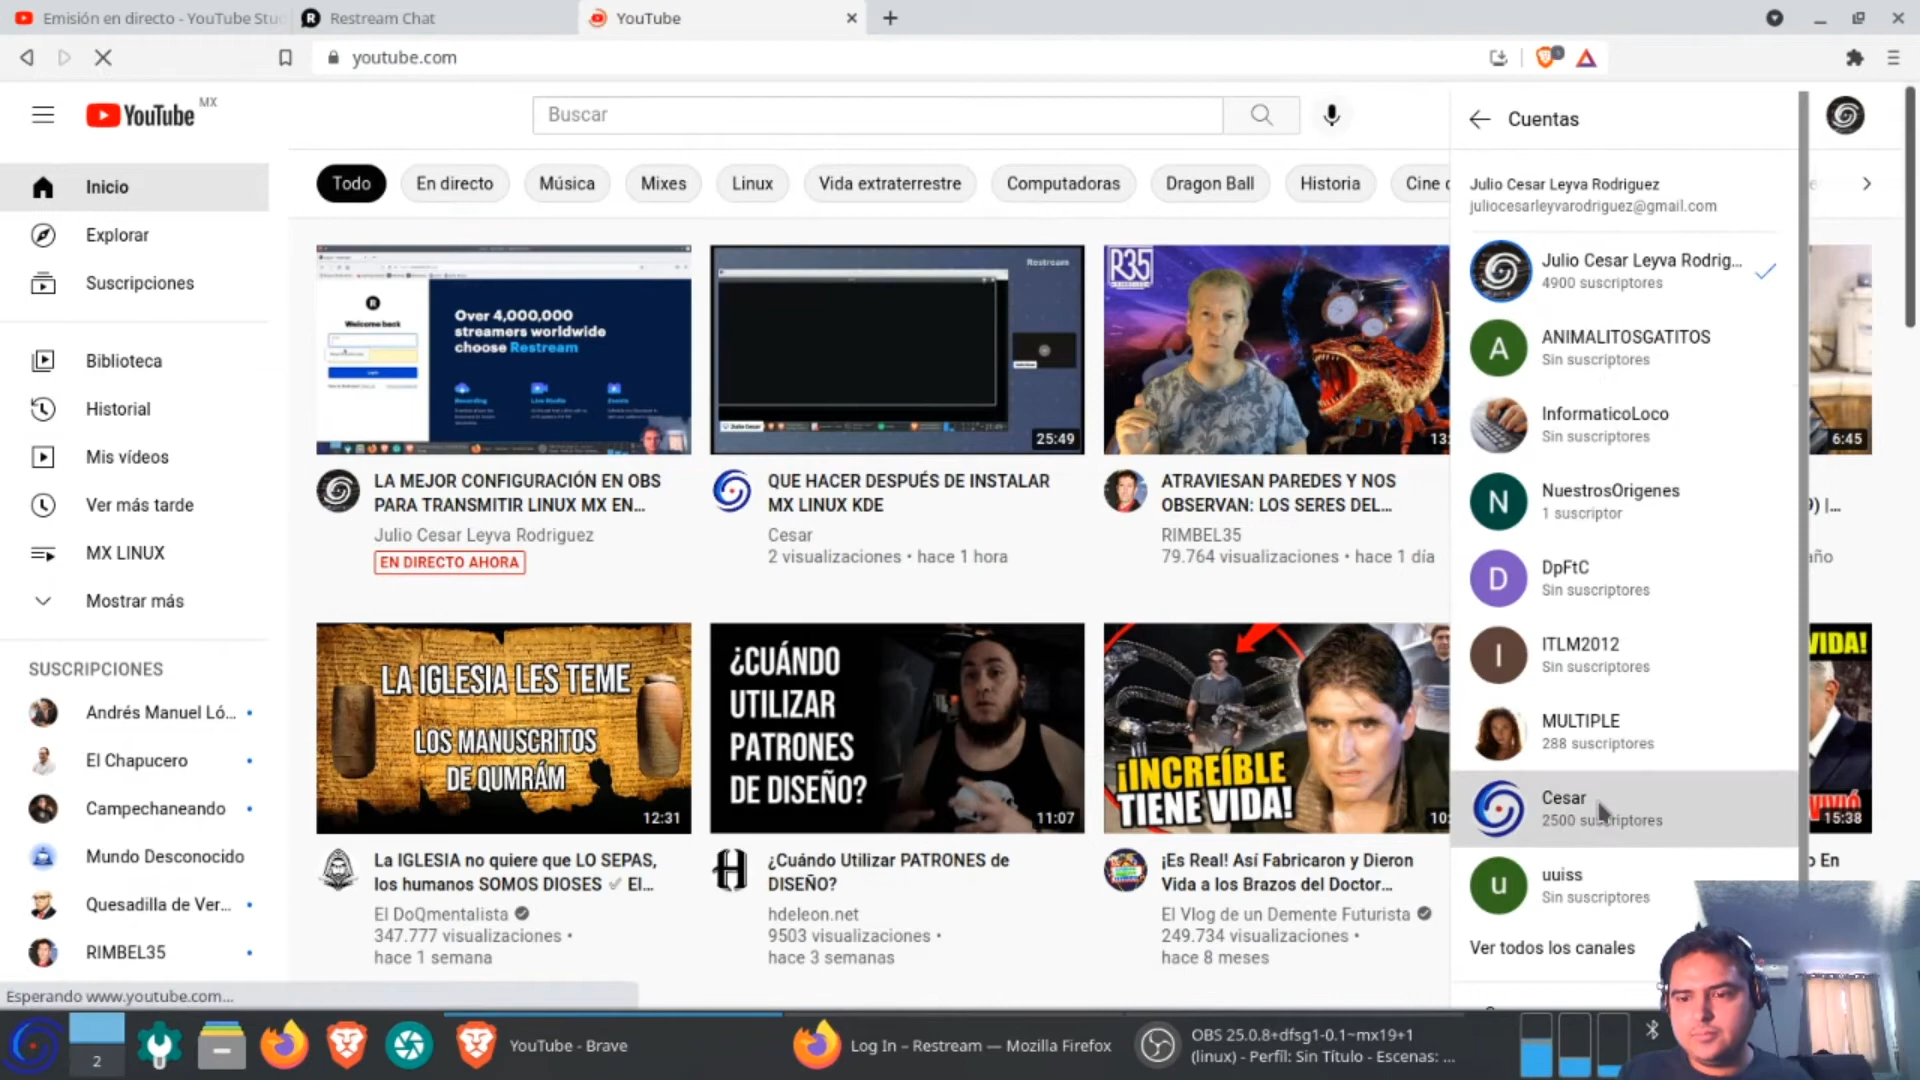 Emisión en directo - YouTube Stu
Restream Chat
YouTube
youtube.com
YouTube MX
Buscar
Cuentas
Inicio
Explorar
Suscripciones
Biblioteca
Historial
Mis vídeos
Ver más tarde
MX LINUX
Mostrar más
SUSCRIPCIONES
Andrés Manuel Ló...
El Chapucero
Campechaneando
Mundo Desconocido
Quesadilla de Ver...
RIMBEL35
Esperando www.youtube.com...
Todo
En directo
Música
Mixes
Linux
Vida extraterrestre
Computadoras
Dragon Ball
Historia
Cine
Welcome back
Over 4,000,000
streamers worldwide
choose Restream
LA MEJOR CONFIGURACIÓN EN OBS
PARA TRANSMITIR LINUX MX EN...
Julio Cesar Leyva Rodriguez
EN DIRECTO AHORA
Restream
25:49
QUE HACER DESPUÉS DE INSTALAR
MX LINUX KDE
Cesar
2 visualizaciones • hace 1 hora
R35
13:
ATRAVIESAN PAREDES Y NOS
OBSERVAN: LOS SERES DEL...
RIMBEL35
79.764 visualizaciones • hace 1 día
6:45
) |...
año
LA IGLESIA LES TEME
LOS MANUSCRITOS
DE QUMRÁM
12:31
La IGLESIA no quiere que LO SEPAS,
los humanos SOMOS DIOSES ✅ El...
El DoQmentalista
347.777 visualizaciones •
hace 1 semana
¿CUÁNDO
UTILIZAR
PATRONES
DE DISEÑO?
11:07
¿Cuándo Utilizar PATRONES de
DISEÑO?
hdeleon.net
9503 visualizaciones •
hace 3 semanas
¡INCREÍBLE
TIENE VIDA!
10:
¡Es Real! Así Fabricaron y Dieron
Vida a los Brazos del Doctor...
El Vlog de un Demente Futurista
249.734 visualizaciones •
hace 8 meses
VIDA!
15:38
En
Julio Cesar Leyva Rodriguez
juliocesarleyvarodriguez@gmail.com
Julio Cesar Leyva Rodrig...
4900 suscriptores
A
ANIMALITOSGATITOS
Sin suscriptores
InformaticoLoco
Sin suscriptores
N
NuestrosOrigenes
1 suscriptor
D
DpFtC
Sin suscriptores
I
ITLM2012
Sin suscriptores
MULTIPLE
288 suscriptores
Cesar
2500 suscriptores
u
uuiss
Sin suscriptores
Ver todos los canales
2
YouTube - Brave
Log In – Restream — Mozilla Firefox
OBS 25.0.8+dfsg1-0.1~mx19+1
(linux) - Perfil: Sin Título - Escenas: ...